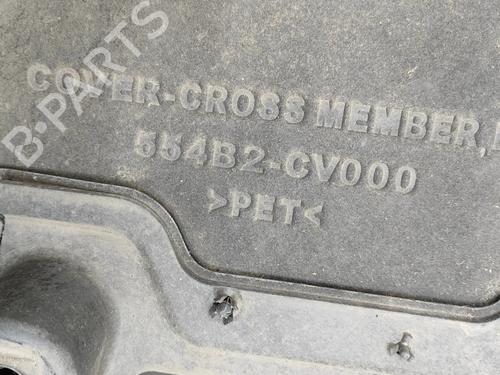 B-PARTS
COVER-CROSS MEMBER,
554B2-CV000
>PET<